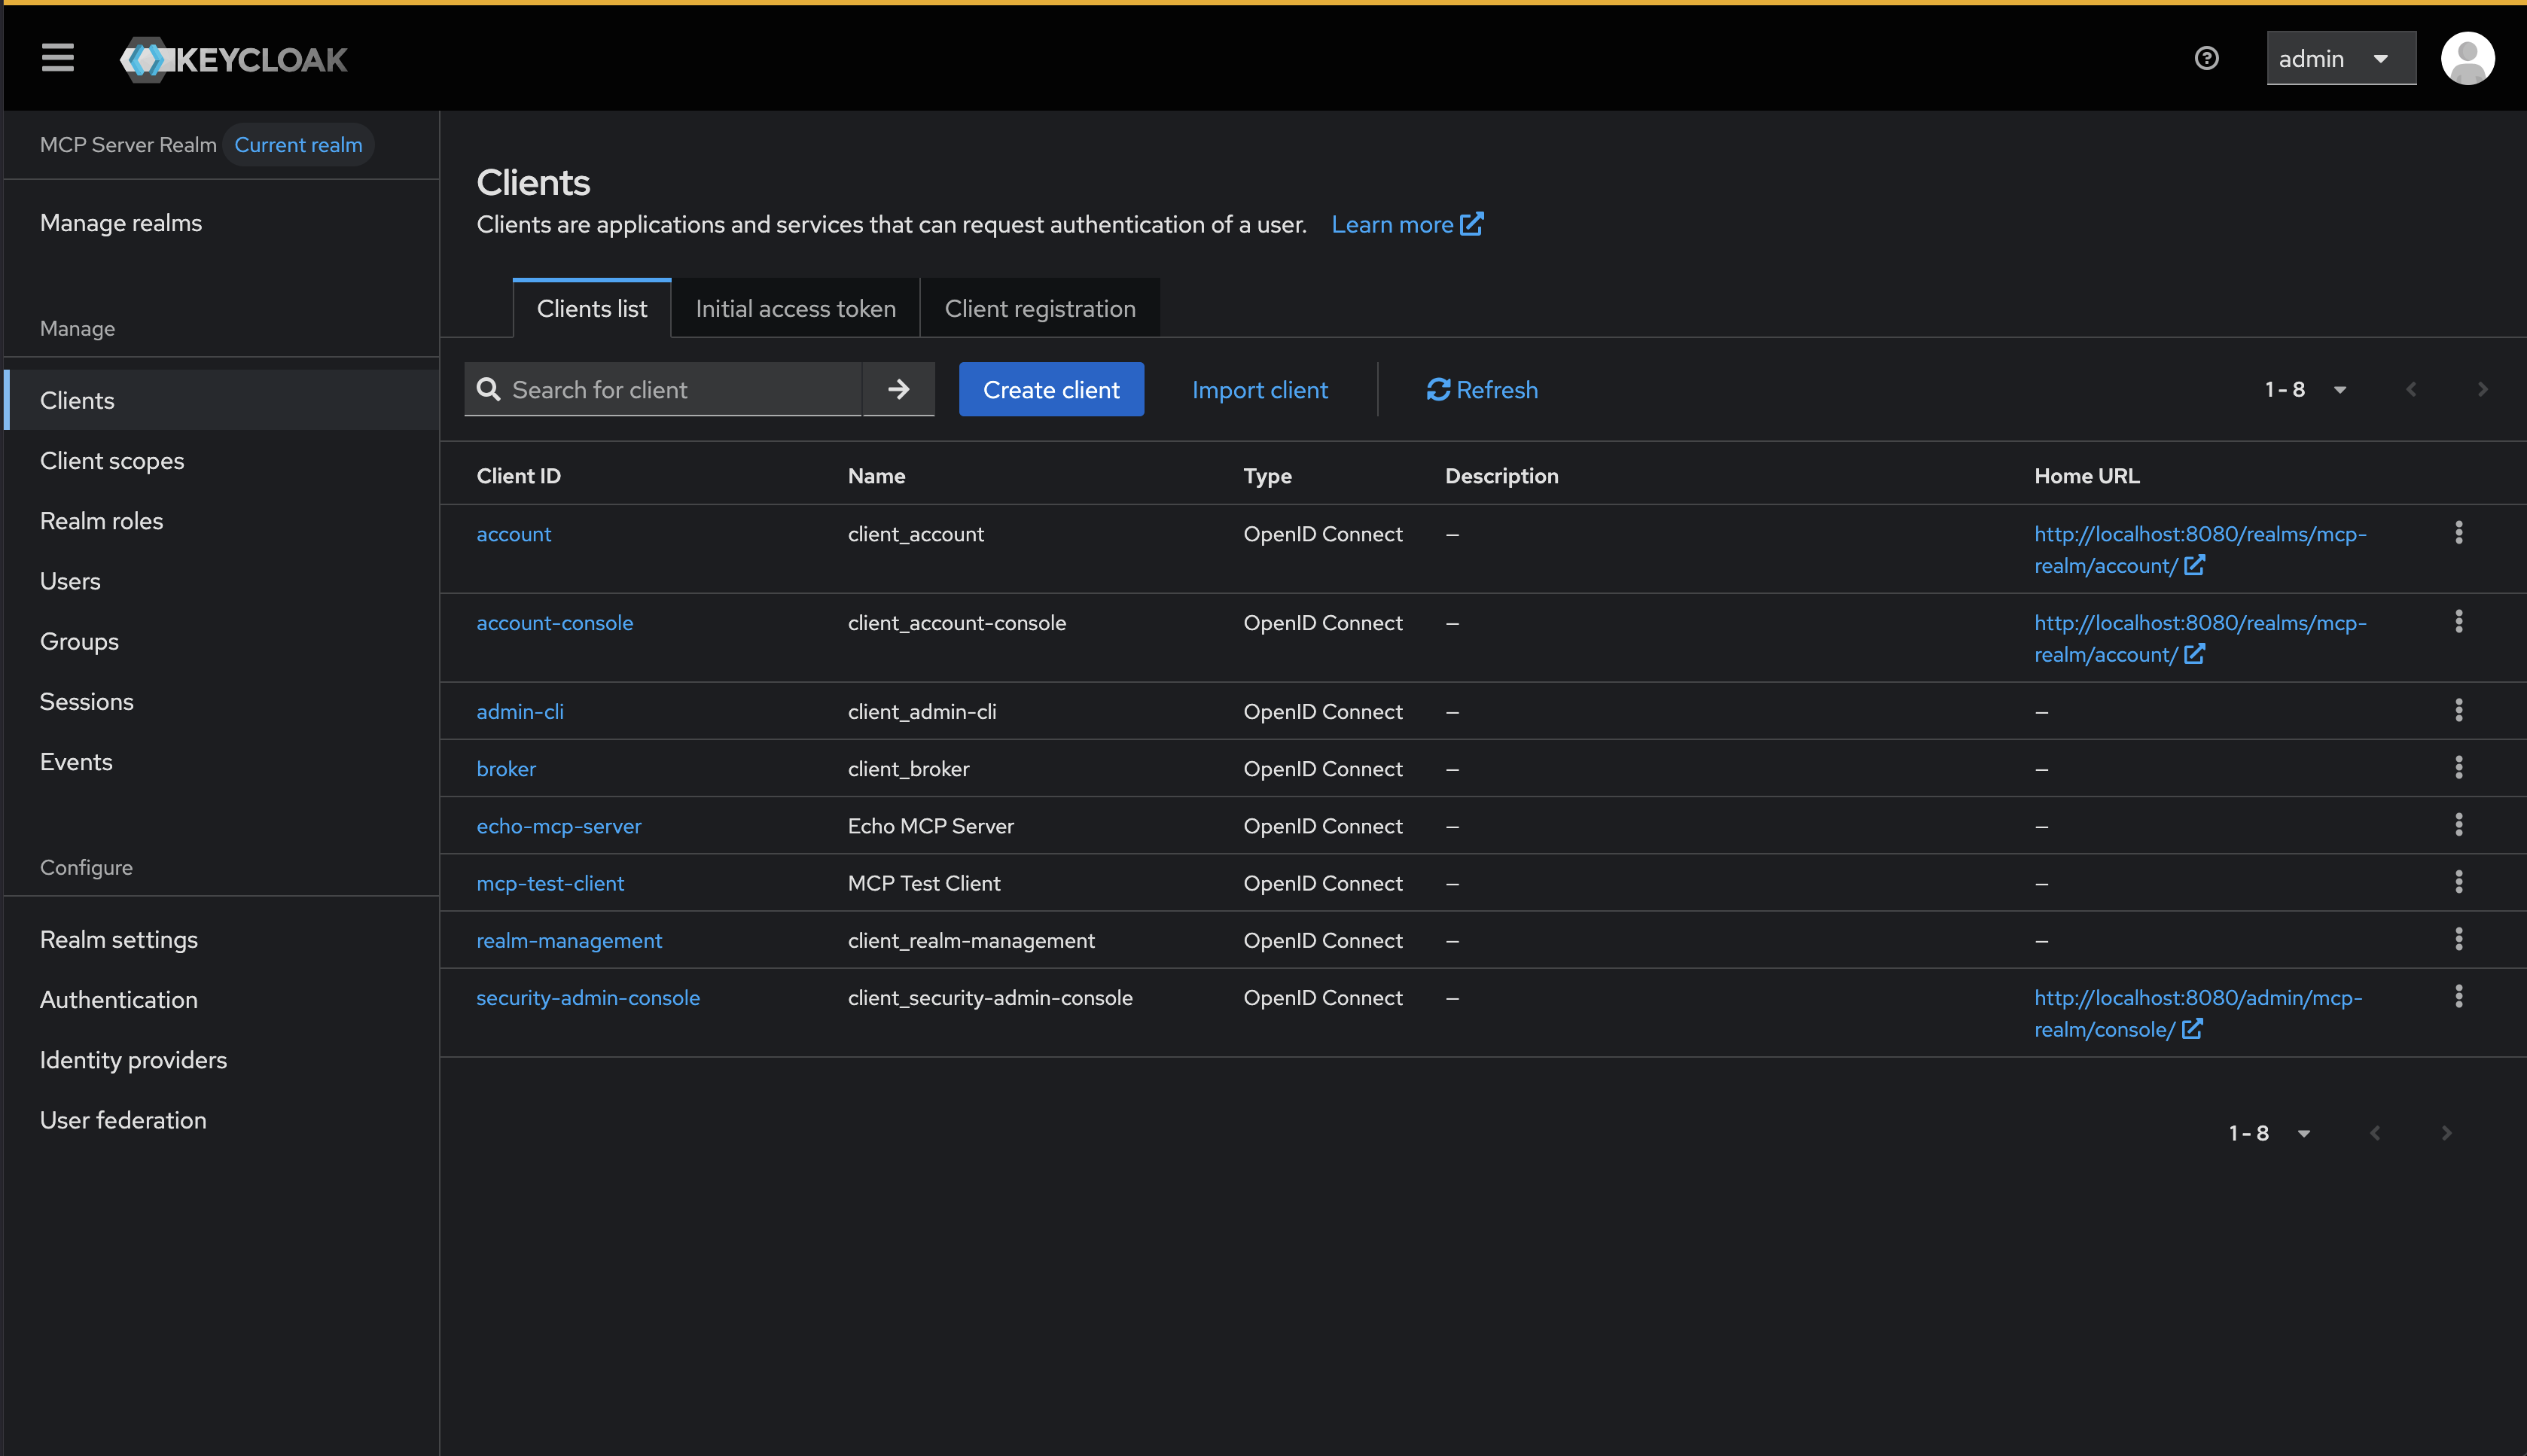 KEYCLOAK
admin
MCP Server Realm Current realm
Manage realms
Manage
Clients
Client scopes
Realm roles
Users
Groups
Sessions
Events
Configure
Realm settings
Authentication
Identity providers
User federation
Clients
Clients are applications and services that can request authentication of a user. Learn more
Clients list Initial access token Client registration
Search for client Create client Import client Refresh 1 - 8
Client ID Name Type Description Home URL
account client_account OpenID Connect – http://localhost:8080/realms/mcp-
realm/account/
account-console client_account-console OpenID Connect – http://localhost:8080/realms/mcp-
realm/account/
admin-cli client_admin-cli OpenID Connect – –
broker client_broker OpenID Connect – –
echo-mcp-server Echo MCP Server OpenID Connect – –
mcp-test-client MCP Test Client OpenID Connect – –
realm-management client_realm-management OpenID Connect – –
security-admin-console client_security-admin-console OpenID Connect – http://localhost:8080/admin/mcp-
realm/console/
1 - 8